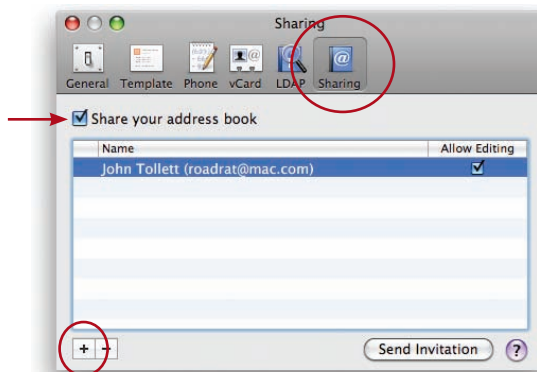 Sharing
General Template Phone vCard LDAP Sharing
Share your address book
Name Allow Editing
John Tollett (roadrat@mac.com)
+ - Send Invitation ?